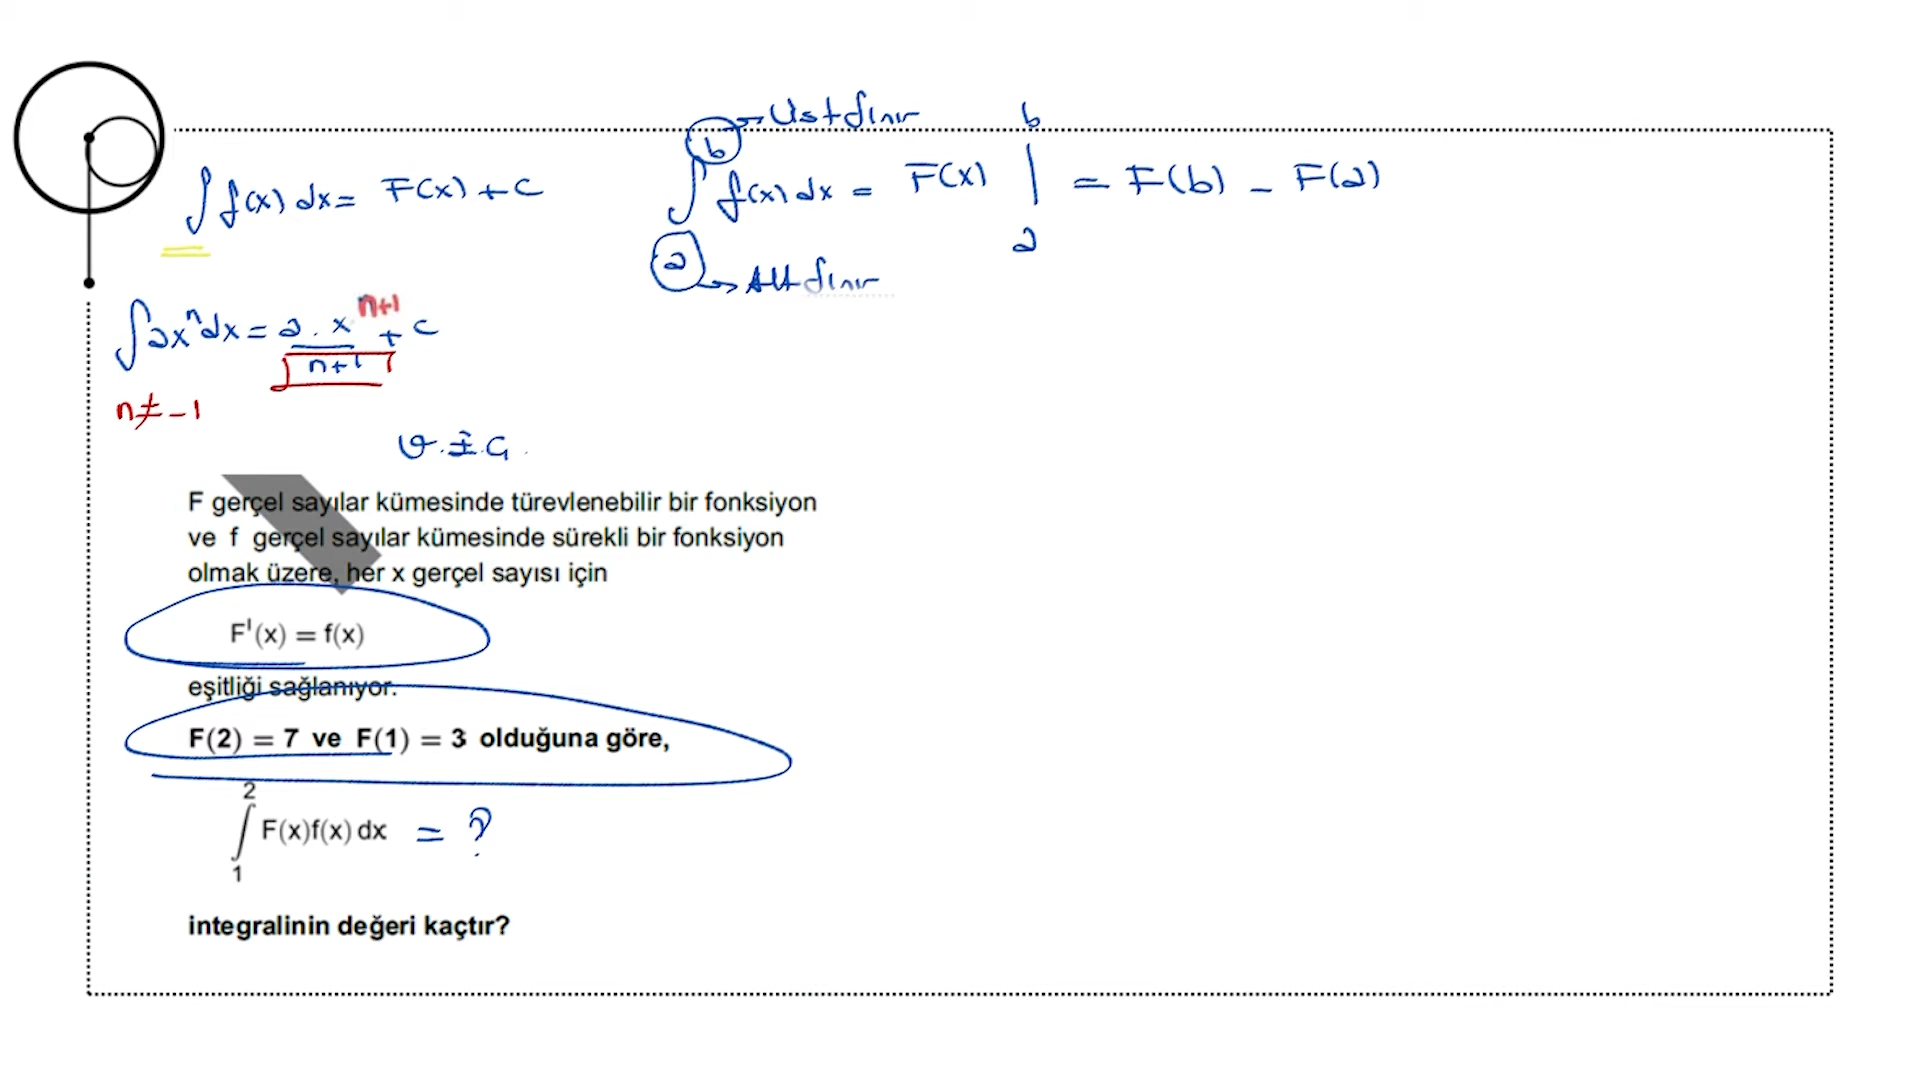 ∫ f(x) dx = F(x) + c
b → Üst Sınır
∫ f(x) dx = F(x) | = F(b) - F(a)
b
a
a → Alt Sınır
∫ax^n dx = a . x^n+1 + c
n+1
n ≠ -1
F gerçel sayılar kümesinde türevlenebilir bir fonksiyon
ve f gerçel sayılar kümesinde sürekli bir fonksiyon
olmak üzere, her x gerçel sayısı için
F'(x) = f(x)
eşitliği sağlanıyor.
F(2) = 7 ve F(1) = 3 olduğuna göre,
2
∫ F(x)f(x) dx = ?
1
integralinin değeri kaçtır?